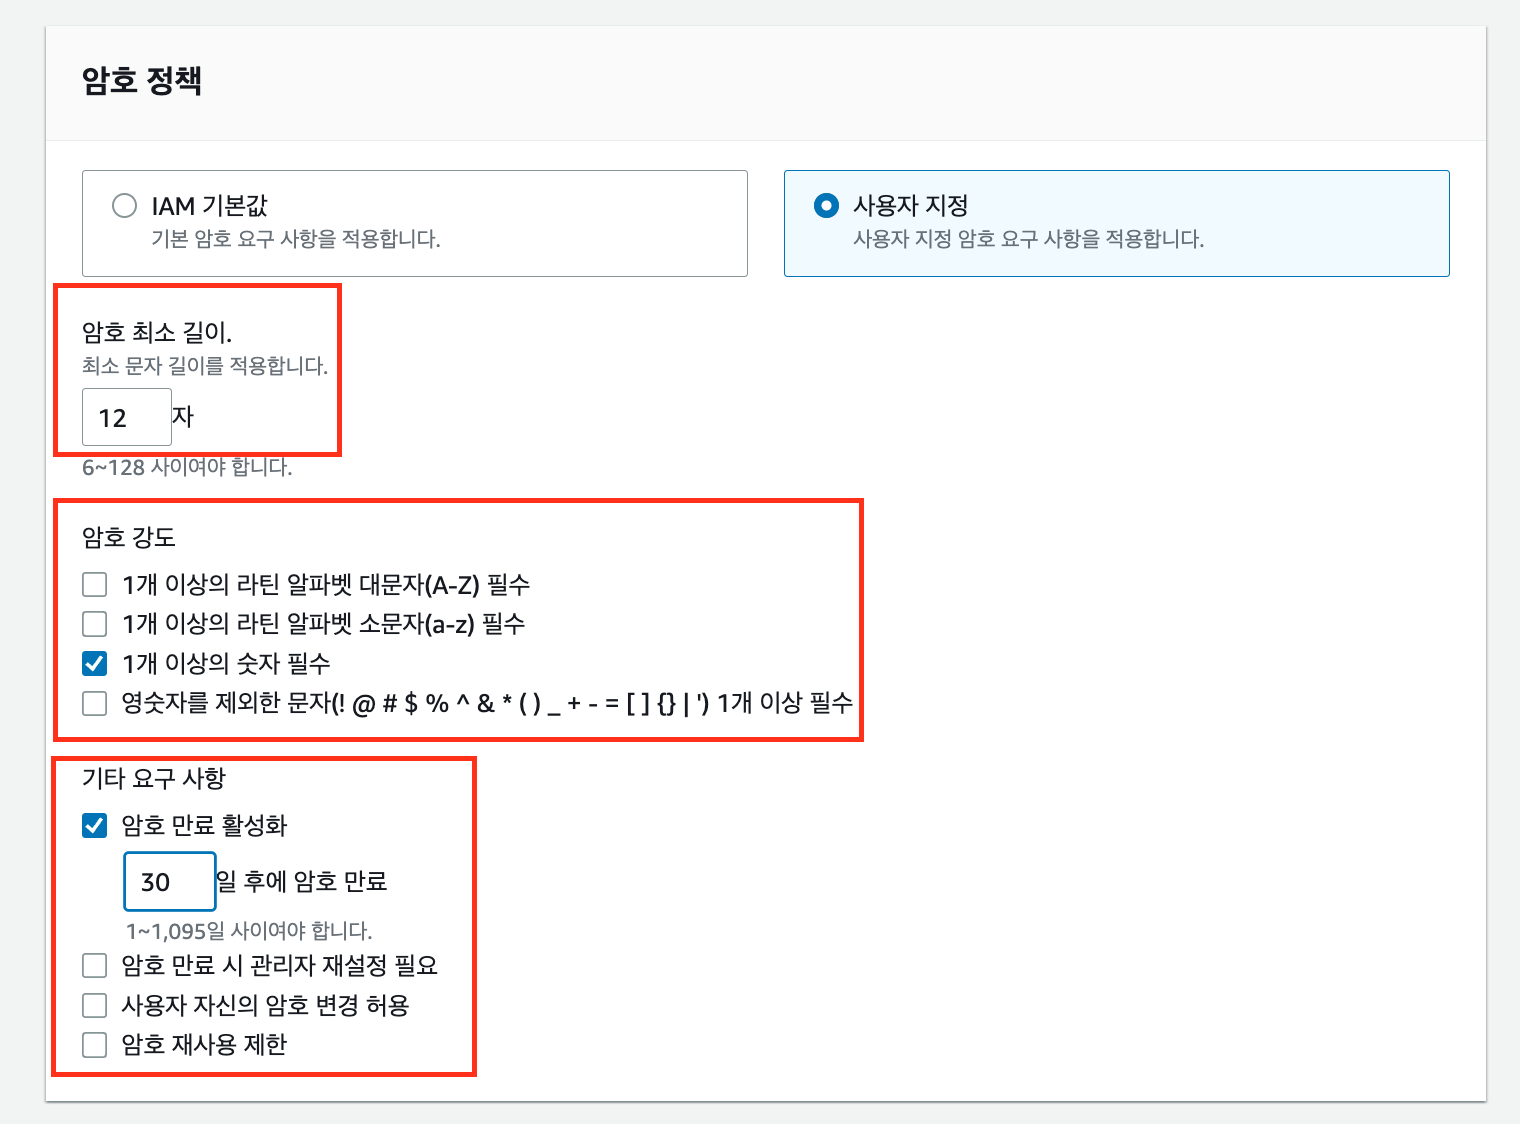 암호 정책
IAM 기본값
기본 암호 요구 사항을 적용합니다.
사용자 지정
사용자 지정 암호 요구 사항을 적용합니다.
암호 최소 길이.
최소 문자 길이를 적용합니다.
12 자
6~128 사이여야 합니다.
암호 강도
1개 이상의 라틴 알파벳 대문자(A-Z) 필수
1개 이상의 라틴 알파벳 소문자(a-z) 필수
1개 이상의 숫자 필수
영숫자를 제외한 문자(! @ # $ % ^ & * ( ) _ + - = [ ] {} | ') 1개 이상 필수
기타 요구 사항
암호 만료 활성화
30 일 후에 암호 만료
1~1,095일 사이여야 합니다.
암호 만료 시 관리자 재설정 필요
사용자 자신의 암호 변경 허용
암호 재사용 제한